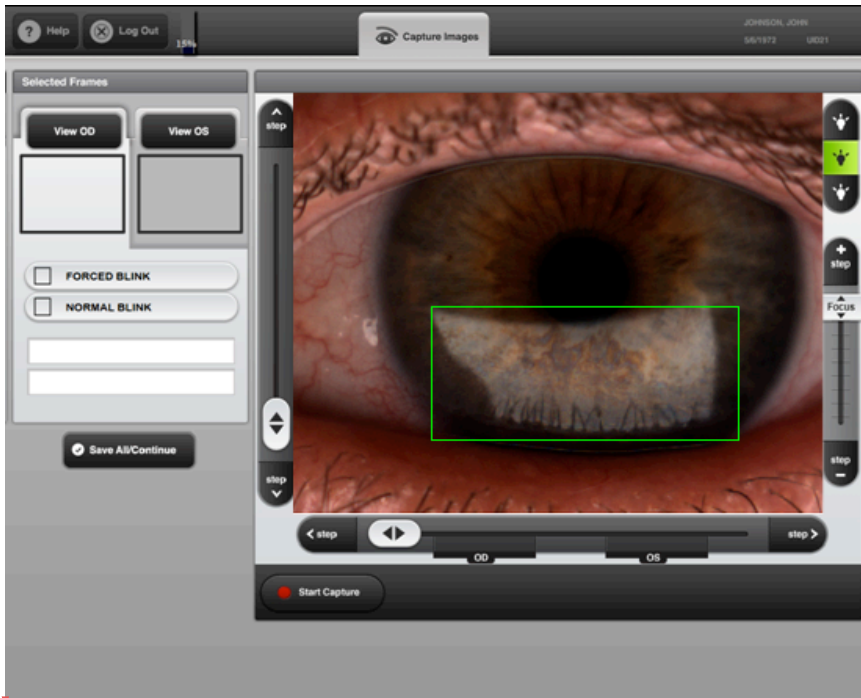 Help
Log Out
15%
Capture Images
JOHNSON, JOHN
5/6/1973 UID21
Selected Frames
View OD
View OS
FORCED BLINK
NORMAL BLINK
Save All/Continue
step
step
step
Focus
step
step
step
OD
OS
Start Capture